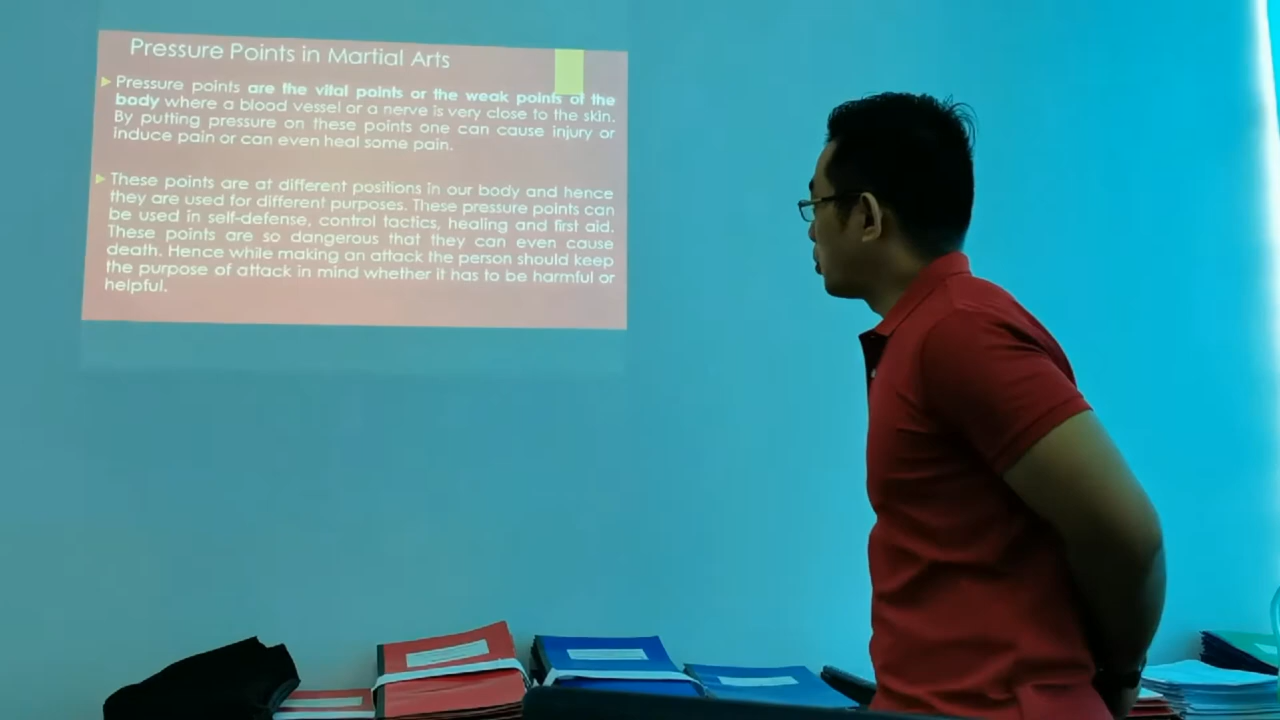 Pressure Points in Martial Arts
Pressure points are the vital points or the weak points of the
body where a blood vessel or a nerve is very close to the skin.
By putting pressure on these points one can cause injury or
induce pain or can even heal some pain.
These points are at different positions in our body and hence
they are used for different purposes. These pressure points can
be used in self-defense, control tactics, healing and first aid.
These points are so dangerous that they can even cause
death. Hence while making an attack the person should keep
the purpose of attack in mind whether it has to be harmful or
helpful.